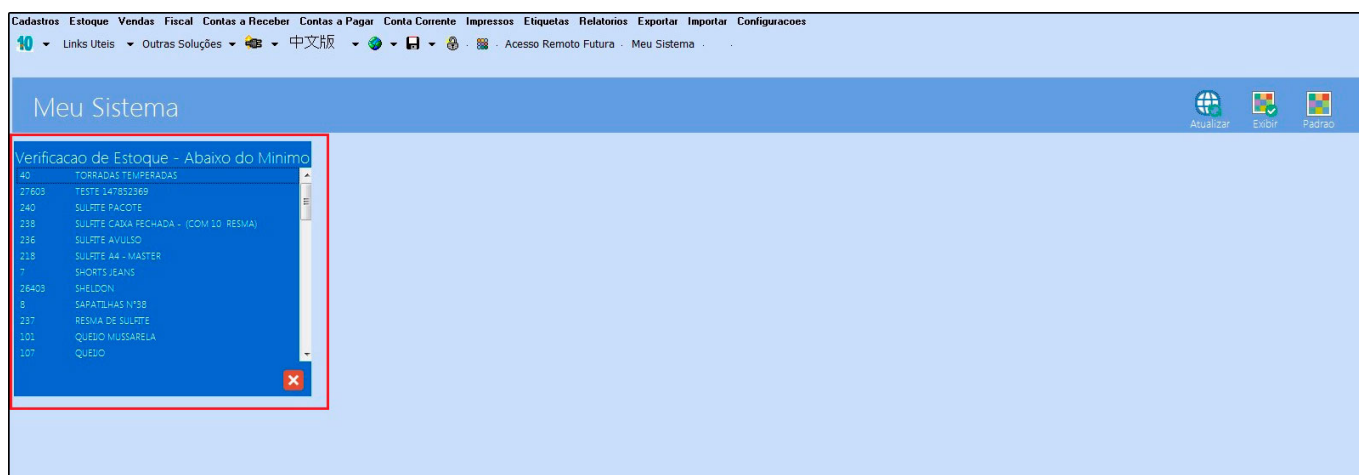 Cadastros Estoque Vendas Fiscal Contas a Receber Contas a Pagar Conta Corrente Impressos Etiquetas Relatorios Exportar Importar Configuracoes
10 Links Uteis Outras Soluções 中文版 Acesso Remoto Futura Meu Sistema
Meu Sistema
Atualizar Exibir Padrao
Verificacao de Estoque - Abaixo do Minimo
40 TORRADAS TEMPERADAS
27603 TESTE 147852369
240 SULFITE PACOTE
238 SULFITE CAIXA FECHADA - (COM 10 RESMA)
236 SULFITE AVULSO
218 SULFITE A4 - MASTER
7 SHORTS JEANS
26403 SHELDON
8 SAPATILHAS N°38
237 RESMA DE SULFITE
101 QUEIJO MUSSARELA
107 QUEIJO